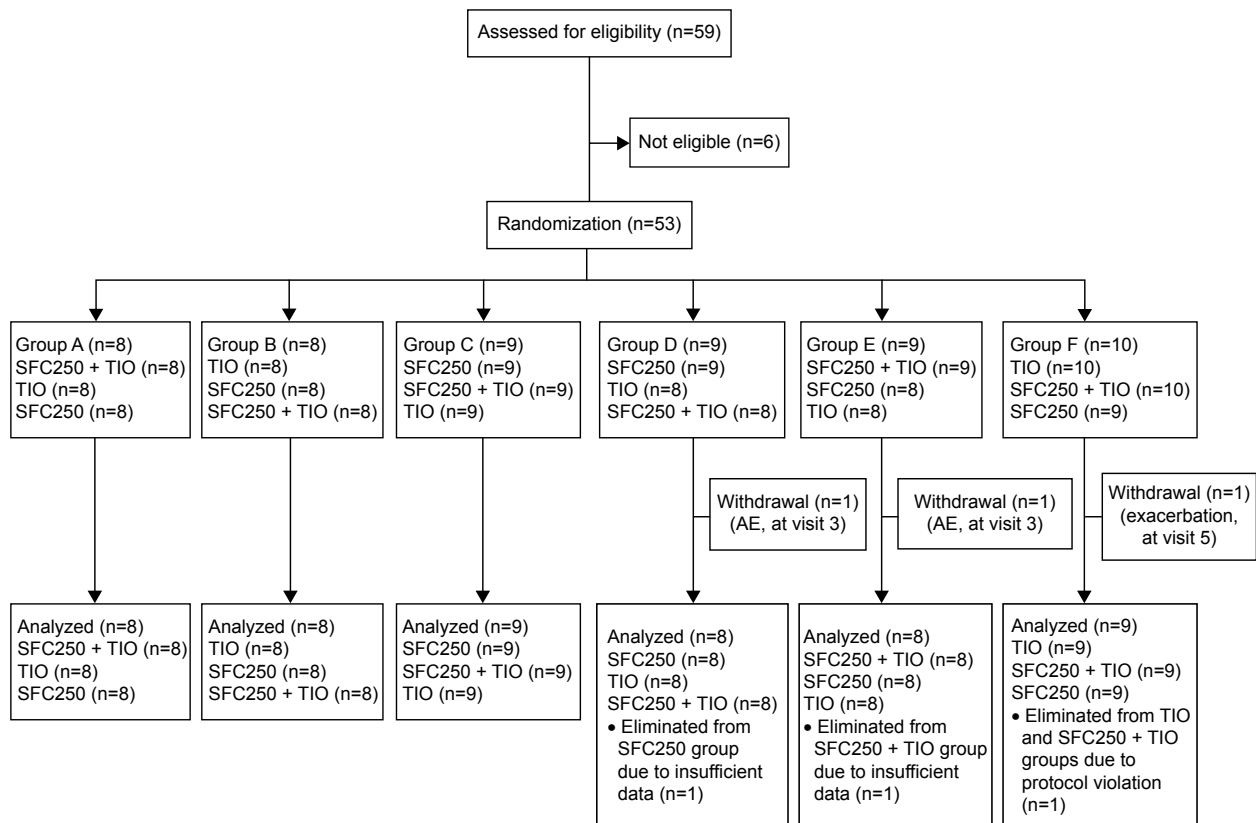 Assessed for eligibility (n=59)
Not eligible (n=6)
Randomization (n=53)
Group A (n=8)
SFC250 + TIO (n=8)
TIO (n=8)
SFC250 (n=8)
Group B (n=8)
TIO (n=8)
SFC250 (n=8)
SFC250 + TIO (n=8)
Group C (n=9)
SFC250 (n=9)
SFC250 + TIO (n=9)
TIO (n=9)
Group D (n=9)
SFC250 (n=9)
TIO (n=8)
SFC250 + TIO (n=8)
Group E (n=9)
SFC250 + TIO (n=9)
SFC250 (n=8)
TIO (n=8)
Group F (n=10)
TIO (n=10)
SFC250 + TIO (n=10)
SFC250 (n=9)
Withdrawal (n=1)
(AE, at visit 3)
Withdrawal (n=1)
(AE, at visit 3)
Withdrawal (n=1)
(exacerbation,
at visit 5)
Analyzed (n=8)
SFC250 + TIO (n=8)
TIO (n=8)
SFC250 (n=8)
Analyzed (n=8)
TIO (n=8)
SFC250 (n=8)
SFC250 + TIO (n=8)
Analyzed (n=9)
SFC250 (n=9)
SFC250 + TIO (n=9)
TIO (n=9)
Analyzed (n=8)
SFC250 (n=8)
TIO (n=8)
SFC250 + TIO (n=8)
• Eliminated from
SFC250 group
due to insufficient
data (n=1)
Analyzed (n=8)
SFC250 + TIO (n=8)
SFC250 (n=8)
TIO (n=8)
• Eliminated from
SFC250 + TIO group
due to insufficient
data (n=1)
Analyzed (n=9)
TIO (n=9)
SFC250 + TIO (n=9)
SFC250 (n=9)
• Eliminated from TIO
and SFC250 + TIO
groups due to
protocol violation
(n=1)